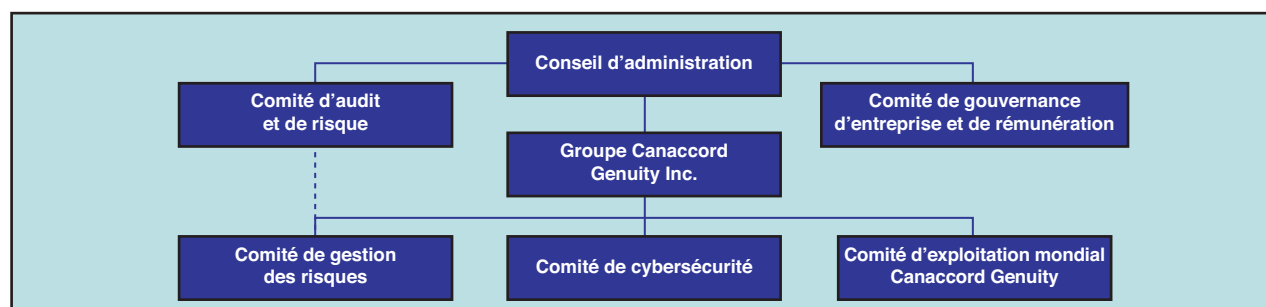 Conseil d'administration
Comité d'audit
et de risque
Comité de gouvernance
d'entreprise et de rémunération
Groupe Canaccord
Genuity Inc.
Comité de gestion
des risques
Comité de cybersécurité
Comité d'exploitation mondial
Canaccord Genuity